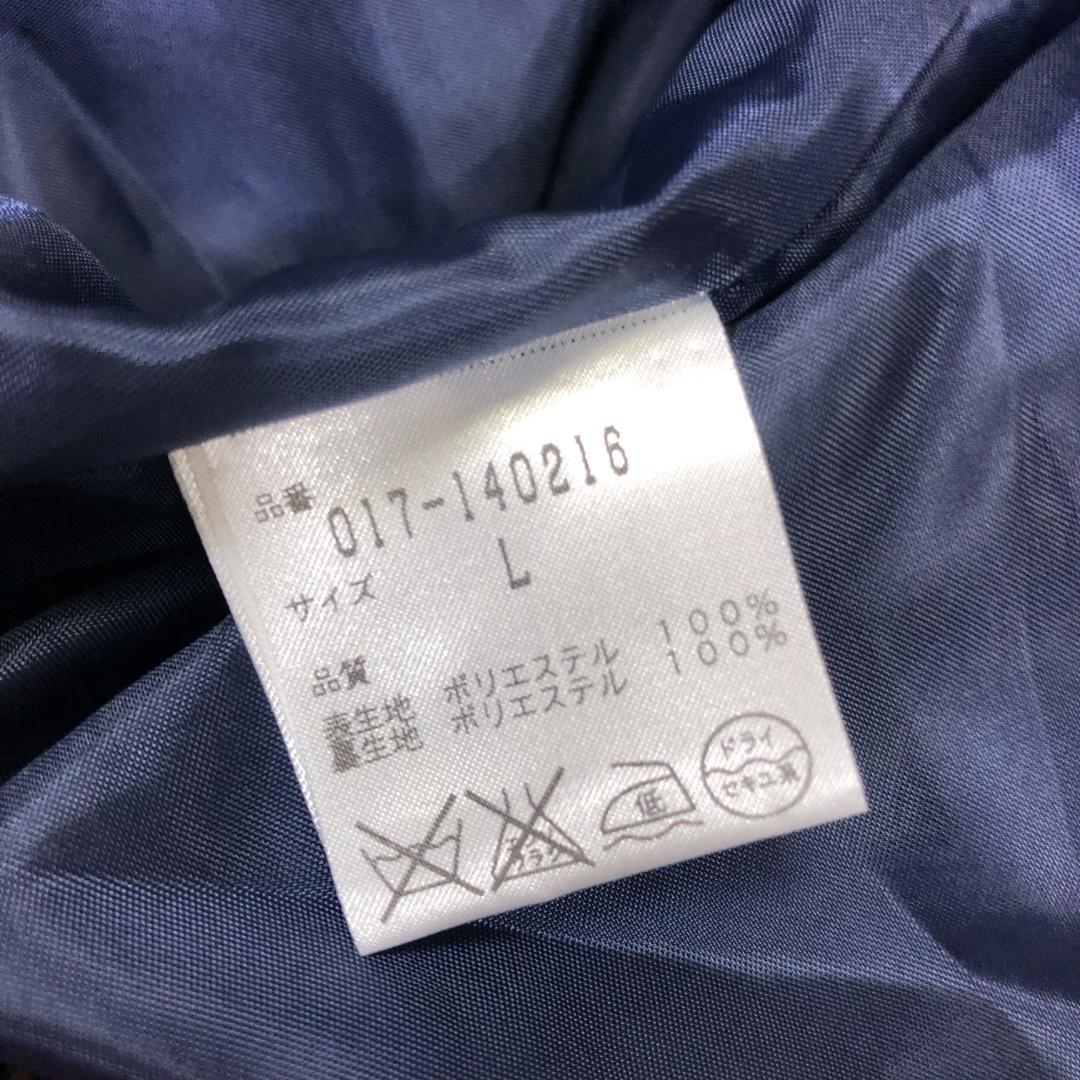 品番 017-140216
サイズ L
品質
表生地 ポリエステル 100%
裏生地 ポリエステル 100%
低 ドライ
セキユ系